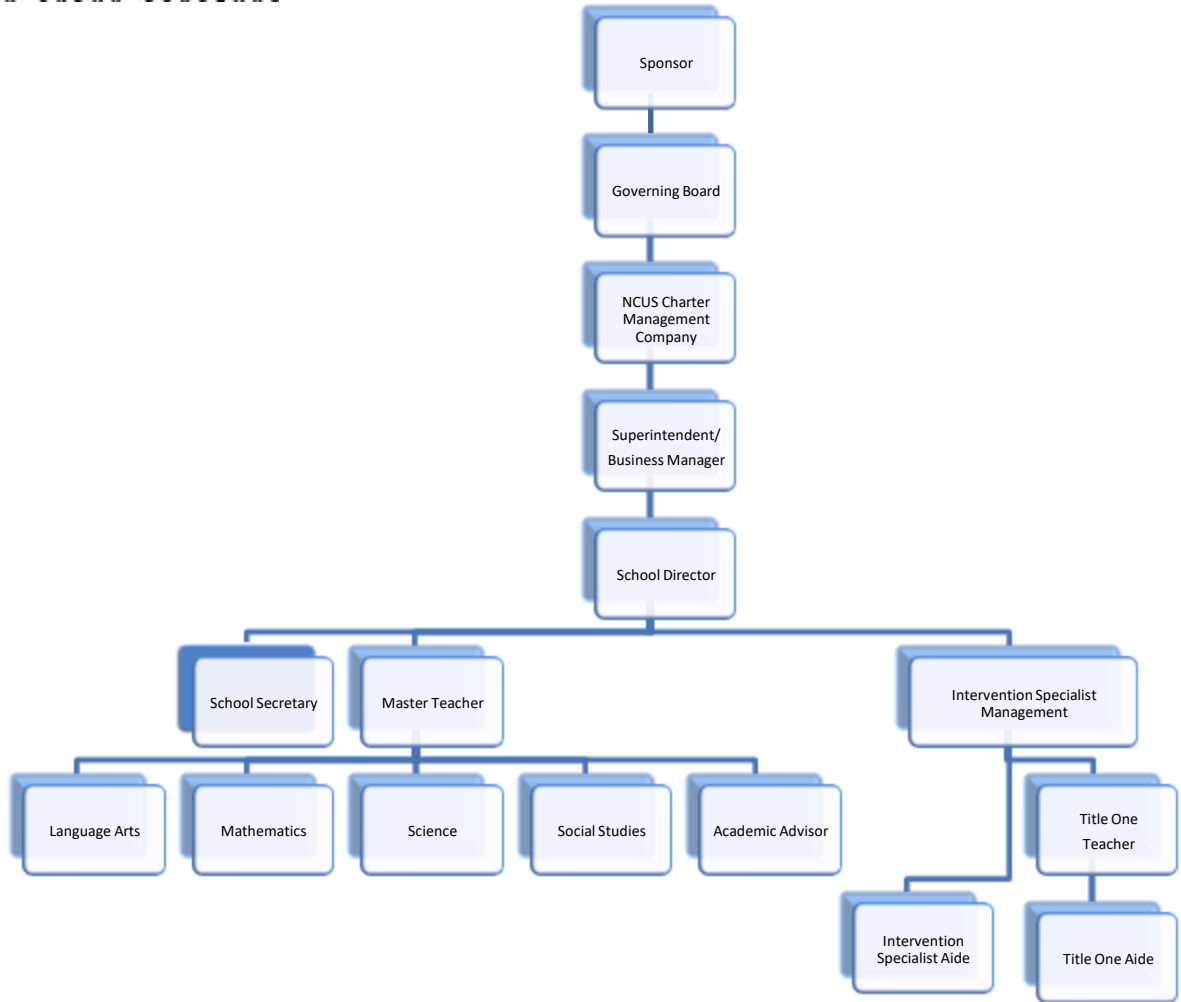 Sponsor
Governing Board
NCUS Charter
Management
Company
Superintendent/
Business Manager
School Director
School Secretary
Master Teacher
Intervention Specialist
Management
Language Arts
Mathematics
Science
Social Studies
Academic Advisor
Title One
Teacher
Intervention
Specialist Aide
Title One Aide